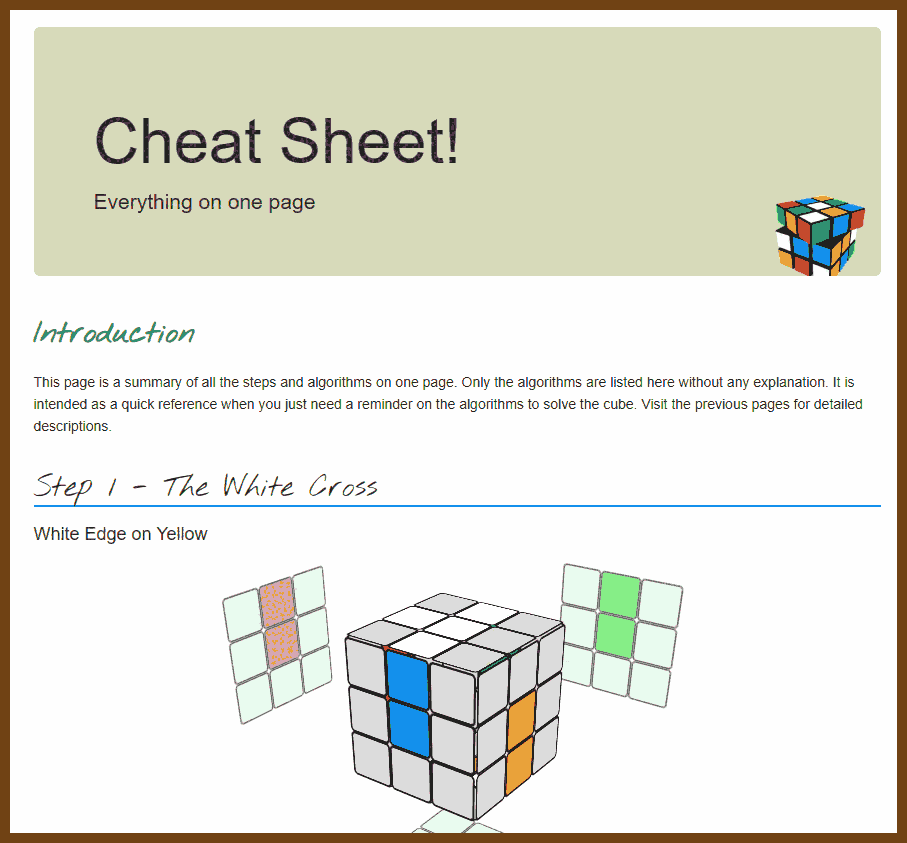 Cheat Sheet!
Everything on one page
Introduction
This page is a summary of all the steps and algorithms on one page. Only the algorithms are listed here without any explanation. It is
intended as a quick reference when you just need a reminder on the algorithms to solve the cube. Visit the previous pages for detailed
descriptions.
Step 1 - The White Cross
White Edge on Yellow